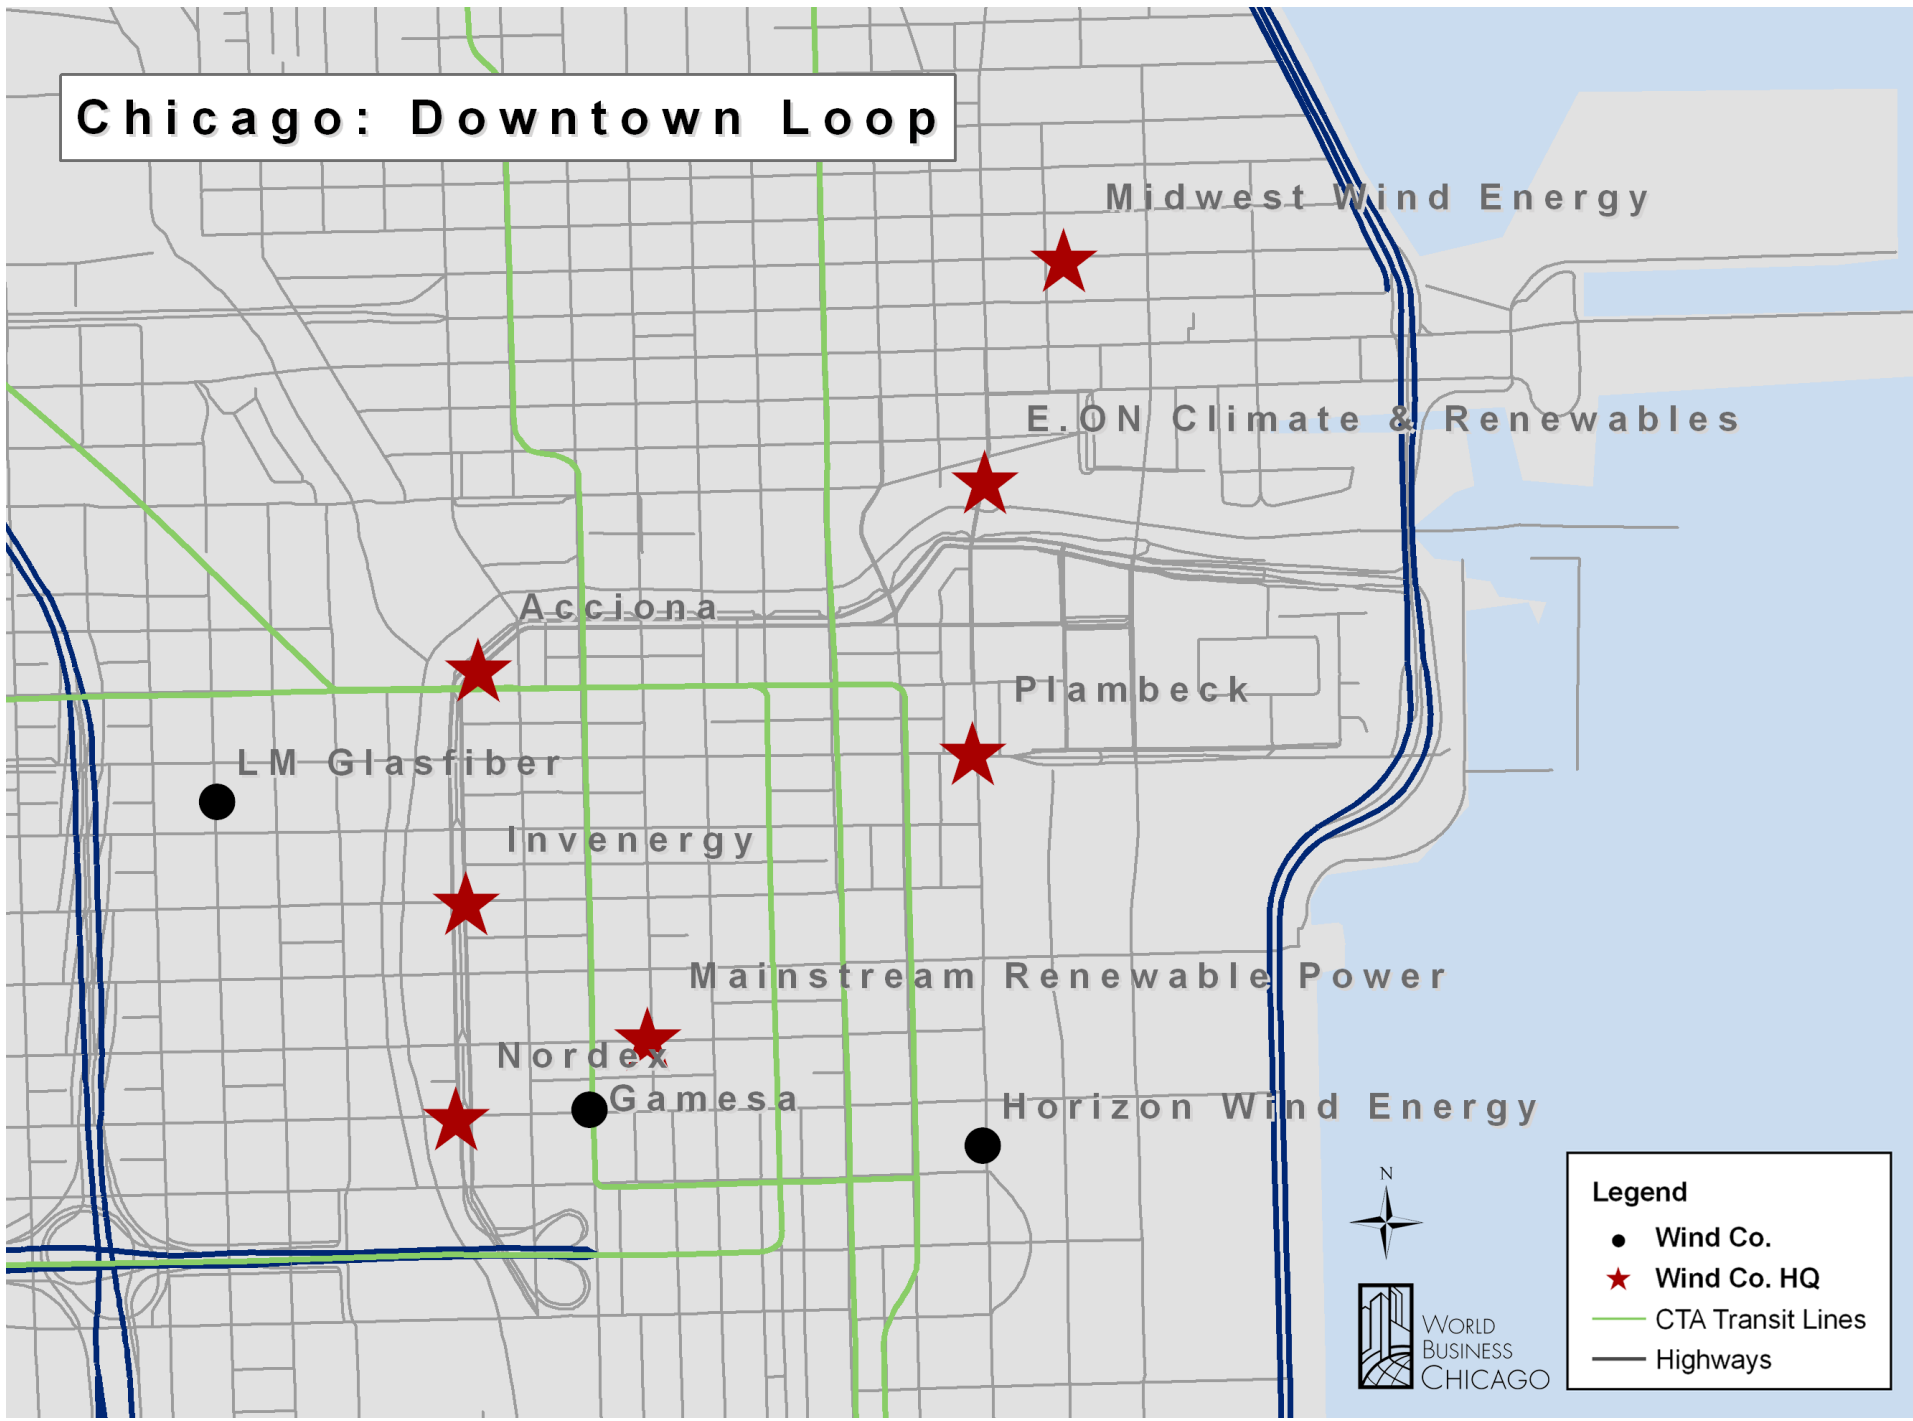 Chicago: Downtown Loop
Midwest Wind Energy
E.ON Climate & Renewables
Acciona
Plambeck
LM Glasfiber
Invenergy
Mainstream Renewable Power
Nordex
Gamesa
Horizon Wind Energy
N
Legend
Wind Co.
Wind Co. HQ
CTA Transit Lines
Highways
WORLD
BUSINESS
CHICAGO